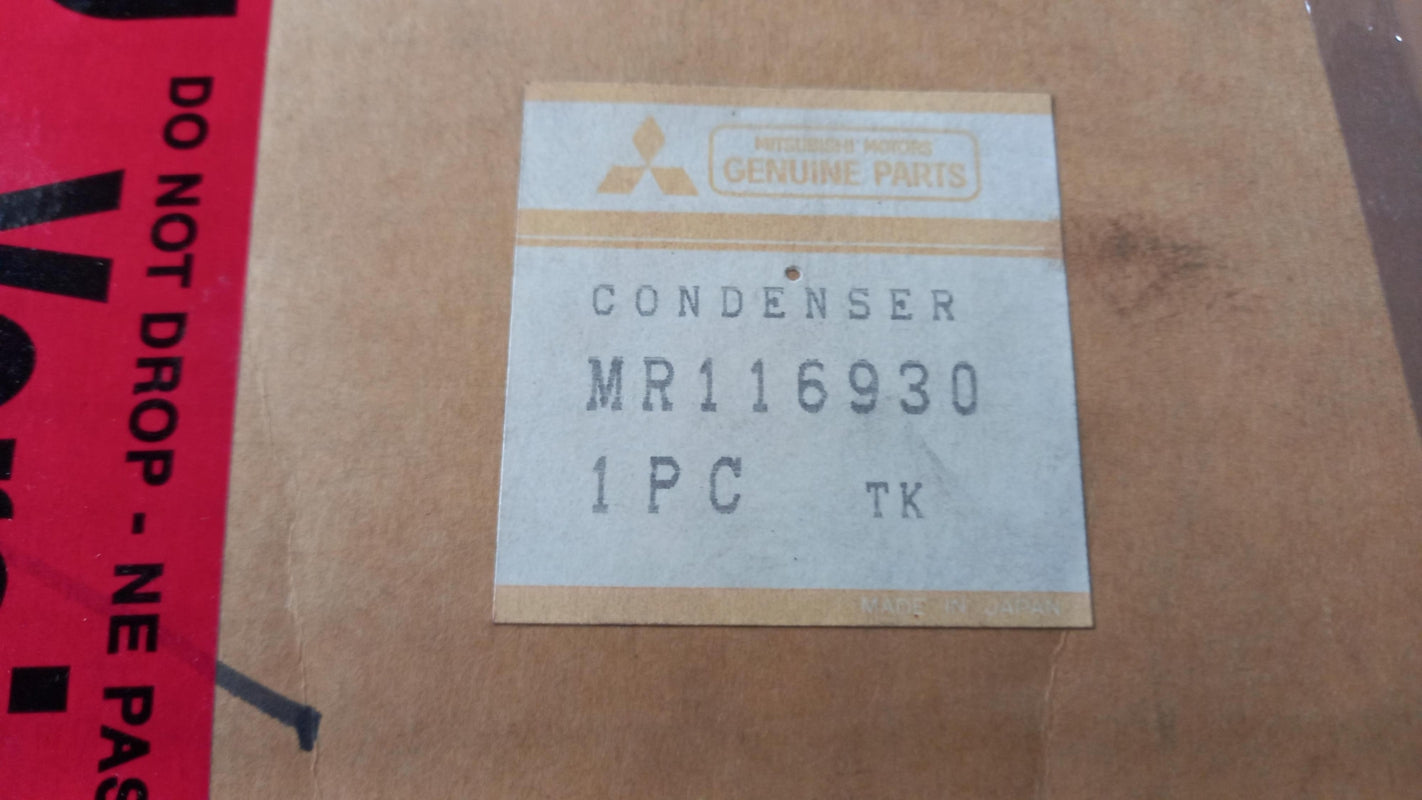 DO NOT DROP - NE PAS
MITSUBISHI MOTORS
GENUINE PARTS
CONDENSER
MR116930
1PC TK
MADE IN JAPAN